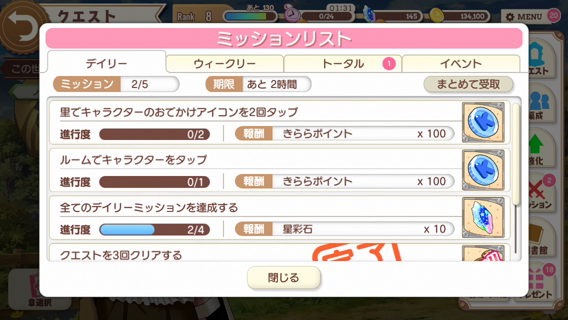 クエスト
Rank 8
あと 130
0/24
01:31
145
20
134,100
MENU
20
ミッションリスト
デイリー
ウィークリー
トータル
1
イベント
ミッション 2/5
期限 あと 2時間
まとめて受取
里でキャラクターのおでかけアイコンを2回タップ
進行度 0/2
報酬 きららポイント x 100
ルームでキャラクターをタップ
進行度 0/1
報酬 きららポイント x 100
全てのデイリーミッションを達成する
進行度 2/4
報酬 星彩石 x 10
クエストを3回クリアする
閉じる
章選択
2
18